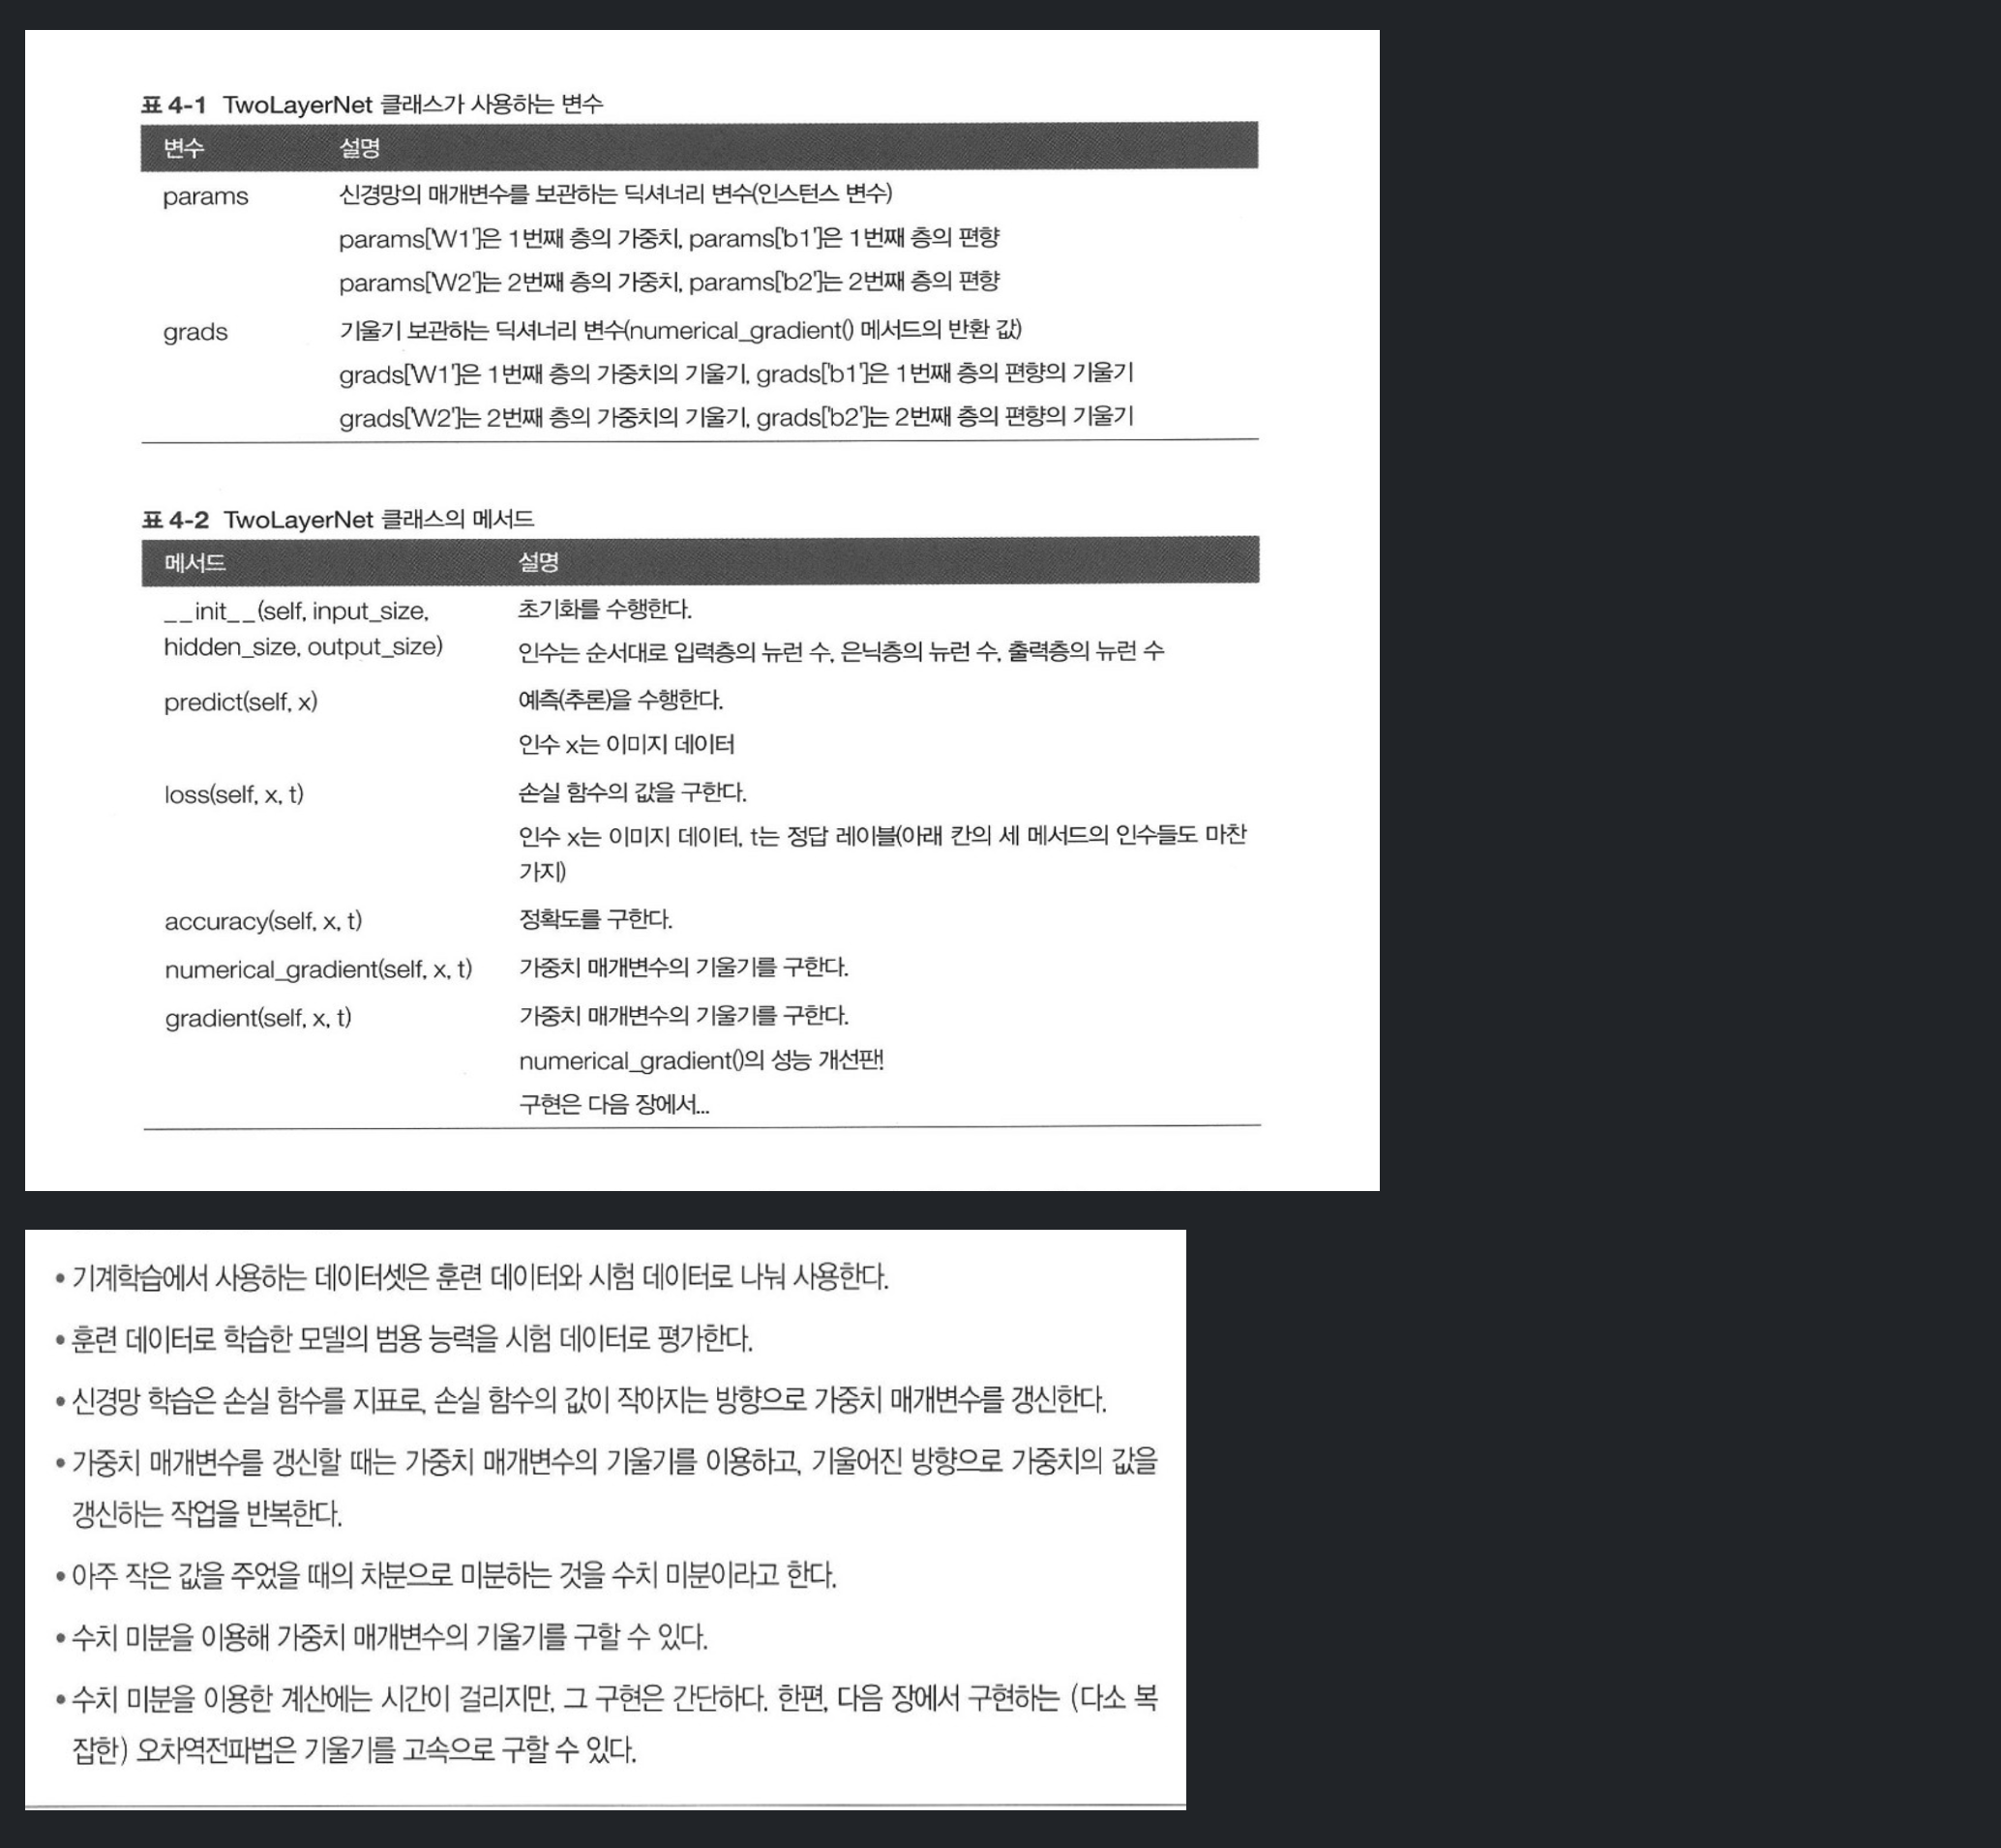 표 4-1 TwoLayerNet 클래스가 사용하는 변수
변수 설명
params 신경망의 매개변수를 보관하는 딕셔너리 변수(인스턴스 변수)
params['W1']은 1번째 층의 가중치, params['b1']은 1번째 층의 편향
params['W2']는 2번째 층의 가중치, params['b2']는 2번째 층의 편향
grads 기울기 보관하는 딕셔너리 변수(numerical_gradient() 메서드의 반환 값)
grads['W1']은 1번째 층의 가중치의 기울기, grads['b1']은 1번째 층의 편향의 기울기
grads['W2']는 2번째 층의 가중치의 기울기, grads['b2']는 2번째 층의 편향의 기울기
표 4-2 TwoLayerNet 클래스의 메서드
메서드 설명
__init__(self, input_size, 초기화를 수행한다.
hidden_size, output_size) 인수는 순서대로 입력층의 뉴런 수, 은닉층의 뉴런 수, 출력층의 뉴런 수
predict(self, x) 예측(추론)을 수행한다.
인수 x는 이미지 데이터
loss(self, x, t) 손실 함수의 값을 구한다.
인수 x는 이미지 데이터, t는 정답 레이블(아래 칸의 세 메서드의 인수들도 마찬
가지)
accuracy(self, x, t) 정확도를 구한다.
numerical_gradient(self, x, t) 가중치 매개변수의 기울기를 구한다.
gradient(self, x, t) 가중치 매개변수의 기울기를 구한다.
numerical_gradient()의 성능 개선판!
구현은 다음 장에서...
• 기계학습에서 사용하는 데이터셋은 훈련 데이터와 시험 데이터로 나눠 사용한다.
• 훈련 데이터로 학습한 모델의 범용 능력을 시험 데이터로 평가한다.
• 신경망 학습은 손실 함수를 지표로, 손실 함수의 값이 작아지는 방향으로 가중치 매개변수를 갱신한다.
• 가중치 매개변수를 갱신할 때는 가중치 매개변수의 기울기를 이용하고, 기울어진 방향으로 가중치의 값을
갱신하는 작업을 반복한다.
• 아주 작은 값을 주었을 때의 차분으로 미분하는 것을 수치 미분이라고 한다.
• 수치 미분을 이용해 가중치 매개변수의 기울기를 구할 수 있다.
• 수치 미분을 이용한 계산에는 시간이 걸리지만, 그 구현은 간단하다. 한편, 다음 장에서 구현하는 (다소 복
잡한) 오차역전파법은 기울기를 고속으로 구할 수 있다.